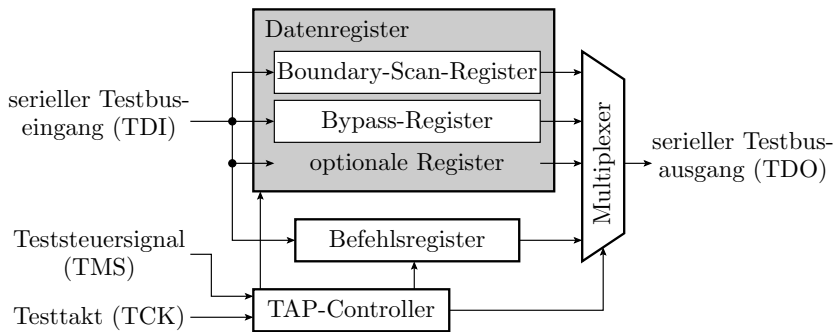 Datenregister
Boundary-Scan-Register
serieller Testbus-
eingang (TDI)
Bypass-Register
optionale Register
Multiplexer
serieller Testbus-
ausgang (TDO)
Teststeuersignal
(TMS)
Befehlsregister
Testtakt (TCK)
TAP-Controller